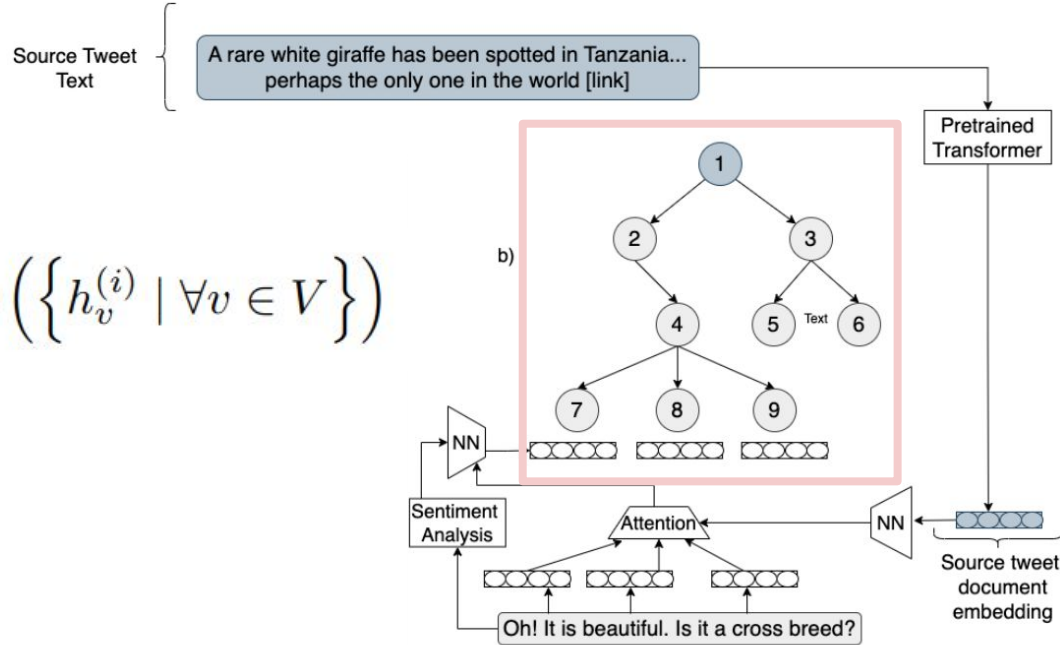 Source Tweet
Text
A rare white giraffe has been spotted in Tanzania...
perhaps the only one in the world [link]
Pretrained
Transformer
1
2
3
b)
({h_v^{(i)} | ∀v ∈ V})
4
5
Text
6
7
8
9
NN
Sentiment
Analysis
Attention
NN
Source tweet
document
embedding
Oh! It is beautiful. Is it a cross breed?